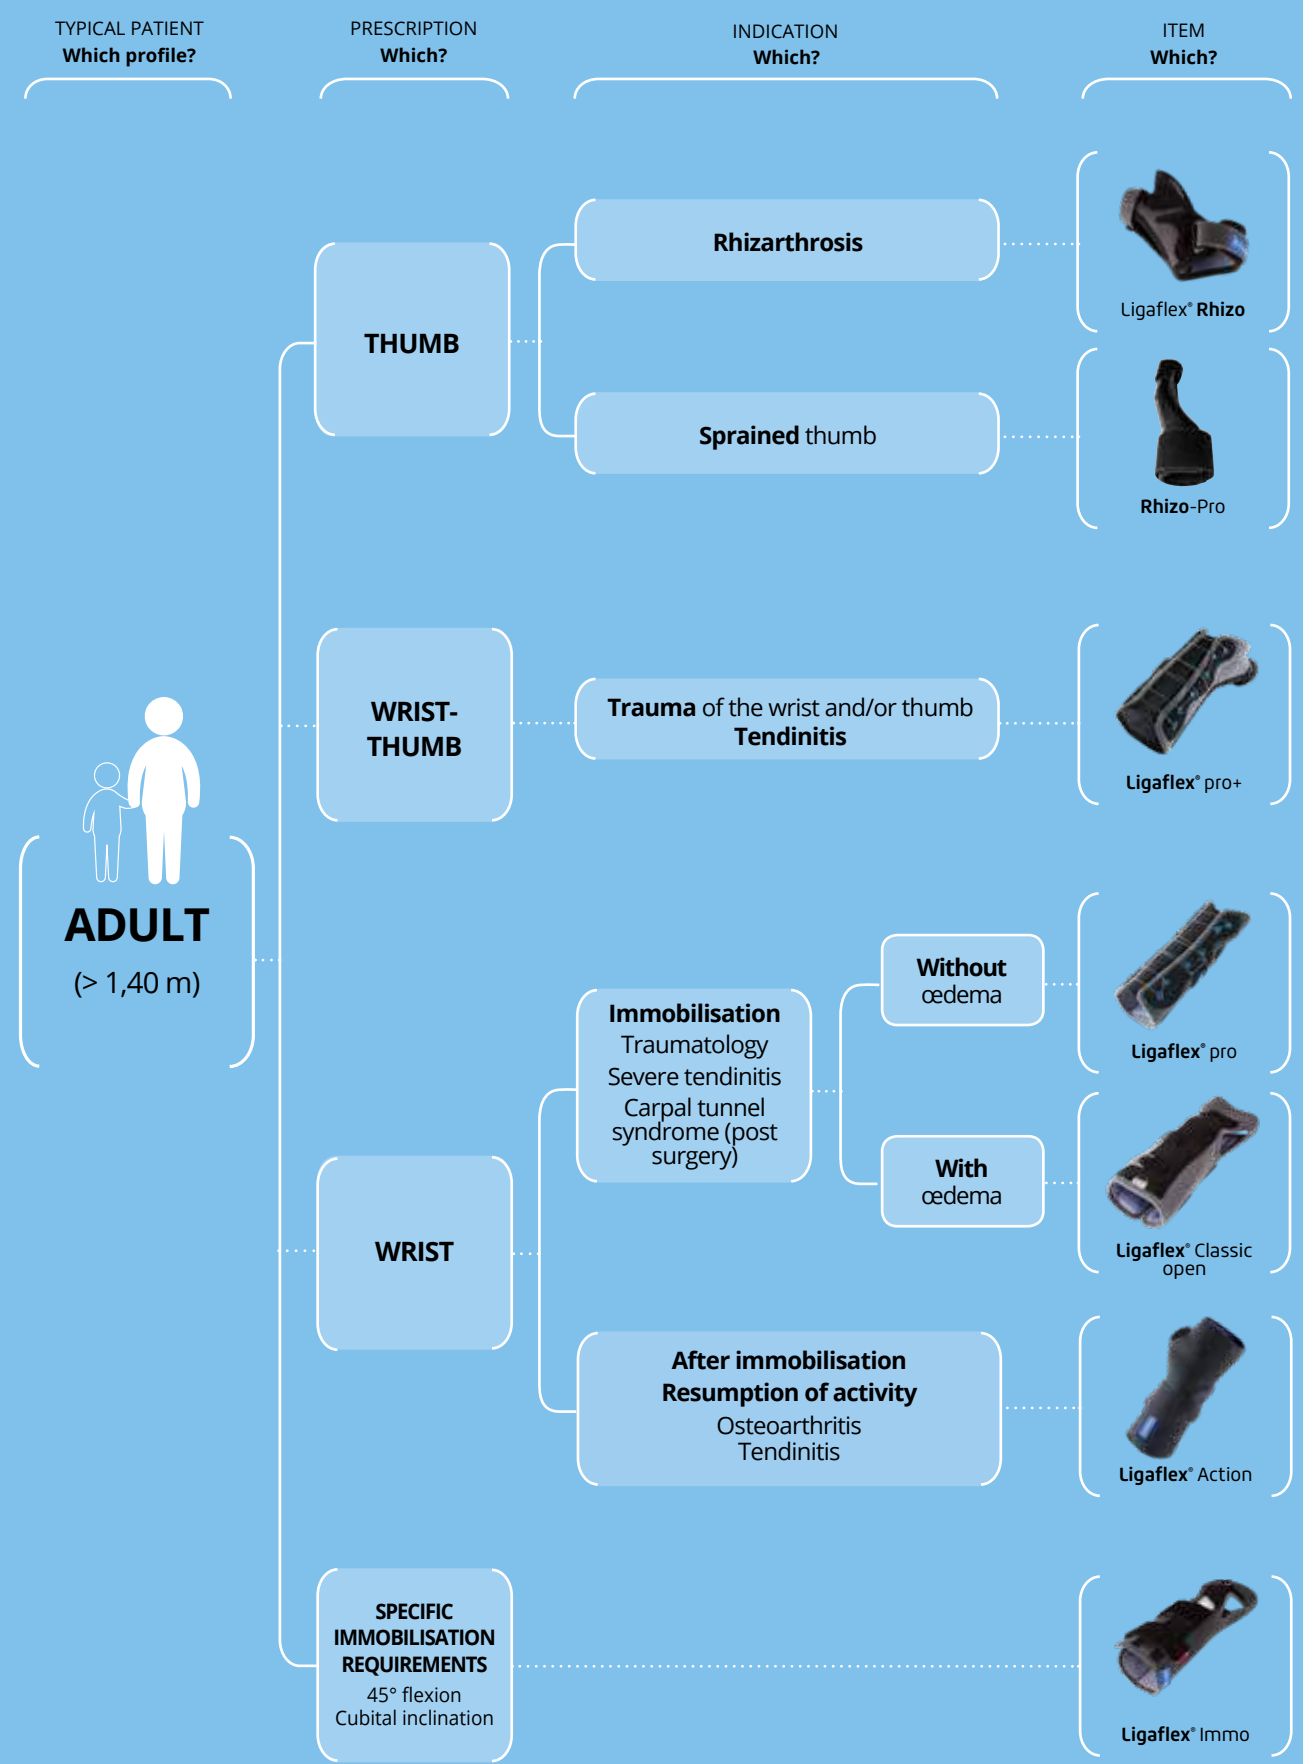 TYPICAL PATIENT
Which profile?
PRESCRIPTION
Which?
INDICATION
Which?
ITEM
Which?
ADULT
(> 1,40 m)
THUMB
Rhizarthrosis
Ligaflex® Rhizo
Sprained thumb
Rhizo-Pro
WRIST-
THUMB
Trauma of the wrist and/or thumb
Tendinitis
Ligaflex® pro+
WRIST
Immobilisation
Traumatology
Severe tendinitis
Carpal tunnel
syndrome (post
surgery)
Without
œdema
Ligaflex® pro
With
œdema
Ligaflex® Classic
open
After immobilisation
Resumption of activity
Osteoarthritis
Tendinitis
Ligaflex® Action
SPECIFIC
IMMOBILISATION
REQUIREMENTS
45° flexion
Cubital inclination
Ligaflex® Immo